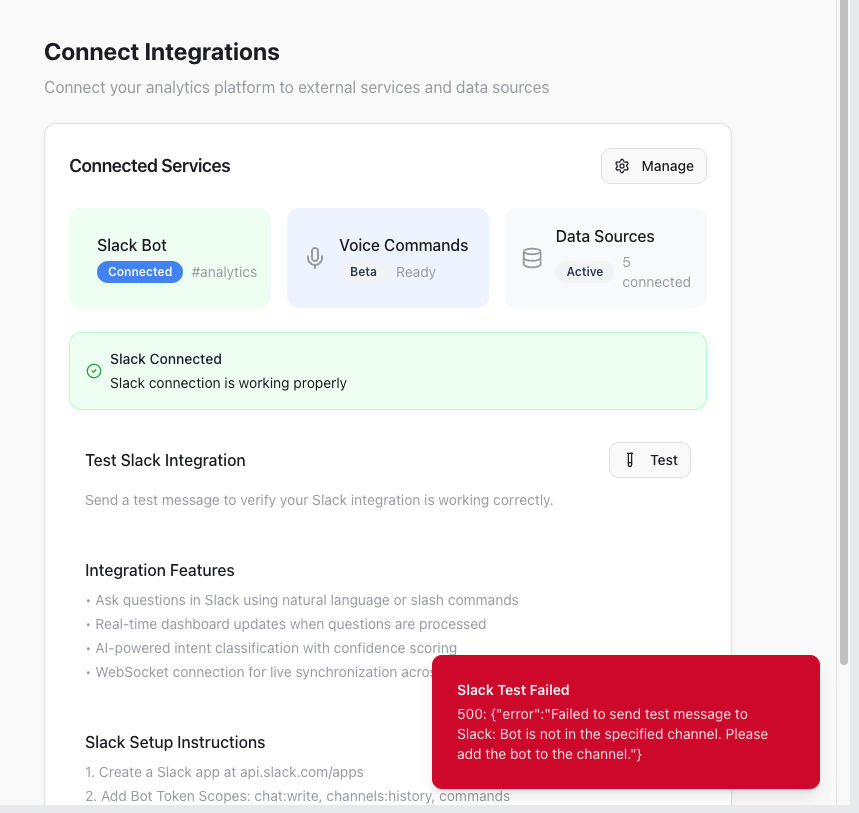 Connect Integrations
Connect your analytics platform to external services and data sources
Connected Services
Manage
Slack Bot
Connected
#analytics
Voice Commands
Beta
Ready
Data Sources
Active
5
connected
Slack Connected
Slack connection is working properly
Test Slack Integration
Test
Send a test message to verify your Slack integration is working correctly.
Integration Features
• Ask questions in Slack using natural language or slash commands
• Real-time dashboard updates when questions are processed
• AI-powered intent classification with confidence scoring
• WebSocket connection for live synchronization
Slack Setup Instructions
1. Create a Slack app at api.slack.com/apps
2. Add Bot Token Scopes: chat:write, channels:history, commands
Slack Test Failed
500: {"error":"Failed to send test message to
Slack: Bot is not in the specified channel. Please
add the bot to the channel."}